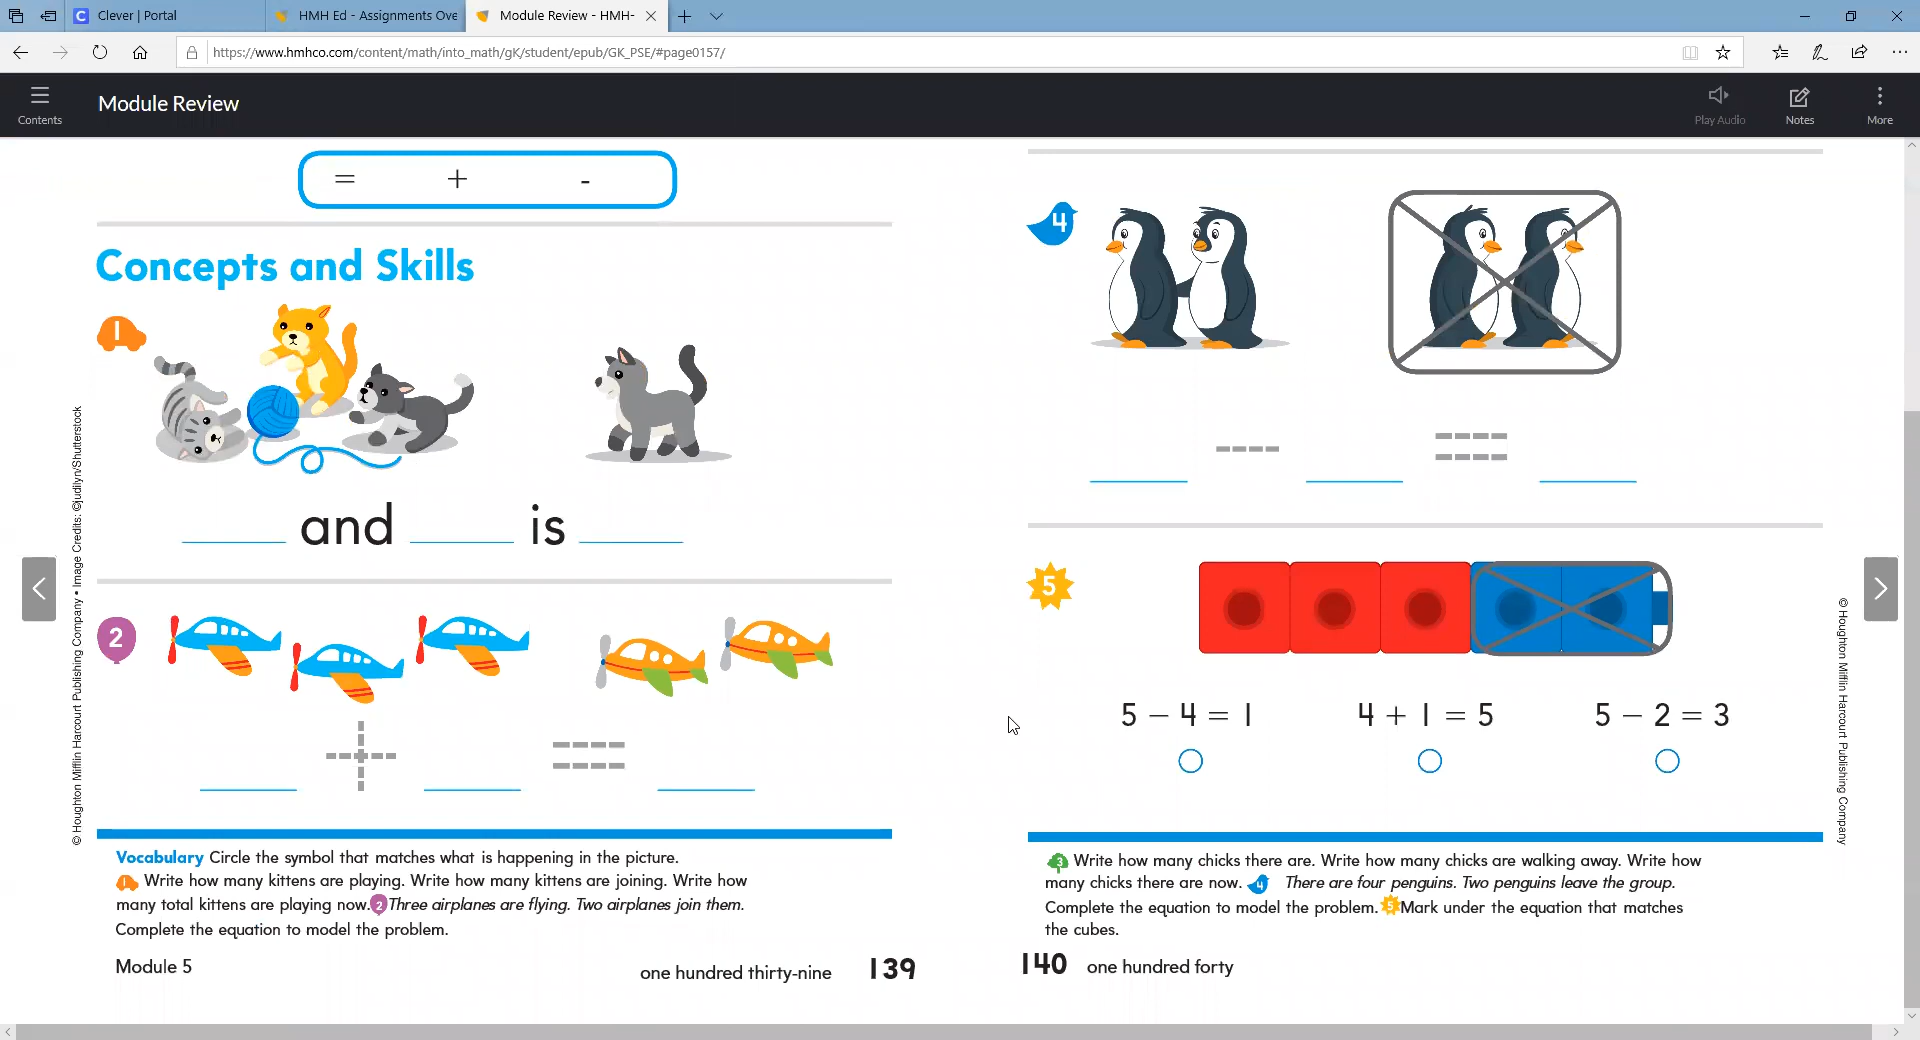 Clever | Portal
HMH Ed - Assignments Ove
Module Review - HMH-
https://www.hmhco.com/content/math/into_math/gK/student/epub/GK_PSE/#page0157/
Contents
Module Review
Play Audio
Notes
More
= + -
Concepts and Skills
1
and is
2
+ =
© Houghton Mifflin Harcourt Publishing Company • Image Credits: ©judilyn/Shutterstock
Vocabulary Circle the symbol that matches what is happening in the picture.
1 Write how many kittens are playing. Write how many kittens are joining. Write how
many total kittens are playing now. 2 Three airplanes are flying. Two airplanes join them.
Complete the equation to model the problem.
Module 5
one hundred thirty-nine 139
4
- =
5
5 − 4 = 1 4 + 1 = 5 5 − 2 = 3
© Houghton Mifflin Harcourt Publishing Company
3 Write how many chicks there are. Write how many chicks are walking away. Write how
many chicks there are now. 4 There are four penguins. Two penguins leave the group.
Complete the equation to model the problem. 5 Mark under the equation that matches
the cubes.
140 one hundred forty